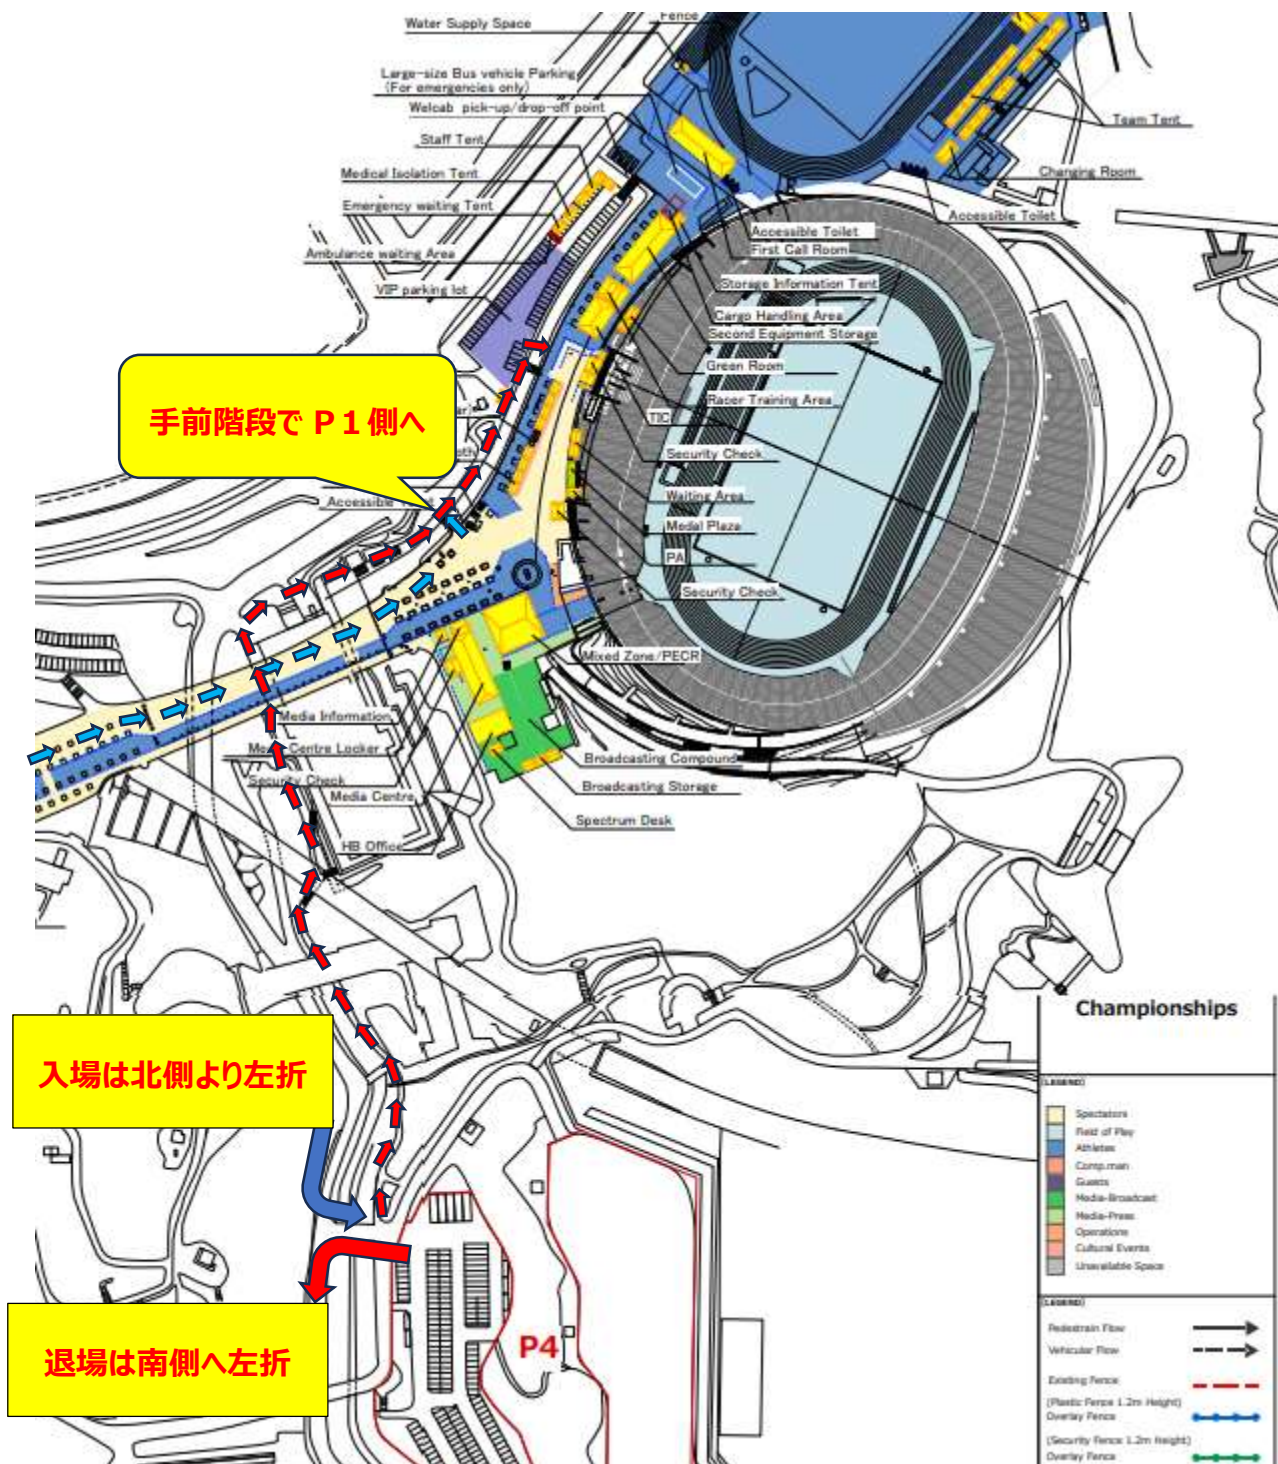 Water Supply Space
Fence
Large-size Bus vehicle Parking
(For emergencies only)
Welcab pick-up/drop-off point
Staff Tent
Medical Isolation Tent
Emergency waiting Tent
Ambulance waiting Area
VIP parking lot
Team Tent
Changing Room
Accessible Toilet
Accessible Toilet
First Call Room
Storage Information Tent
Cargo Handling Area
Second Equipment Storage
Green Room
Racer Training Area
TIC
Security Check
Waiting Area
Medal Plaza
PA
Security Check
Mixed Zone/PECR
手前階段でP1側へ
Accessible
Media Information
Media Centre Locker
Security Check
Media Centre
HB Office
Broadcasting Compound
Broadcasting Storage
Spectrum Desk
入場は北側より左折
退場は南側へ左折
P4
Championships
(LEGEND)
Spectators
Field of Play
Athletes
Comp.man
Guests
Media-Broadcast
Media-Press
Operations
Cultural Events
Unavailable Space
(LEGEND)
Pedestrain Flow
Vehicular Flow
Existing Fence
(Plastic Fence 1.2m Height)
Overlay Fence
(Security Fence 1.2m Height)
Overlay Fence